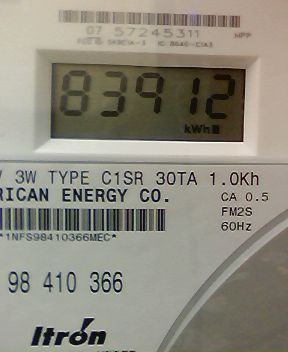 07 57245311
83912
kWh
3W TYPE C1SR 30TA 1.0Kh
RICAN ENERGY CO.
CA 0.5
FM2S
60Hz
*1NFS98410366MEC*
98 410 366
Itrón